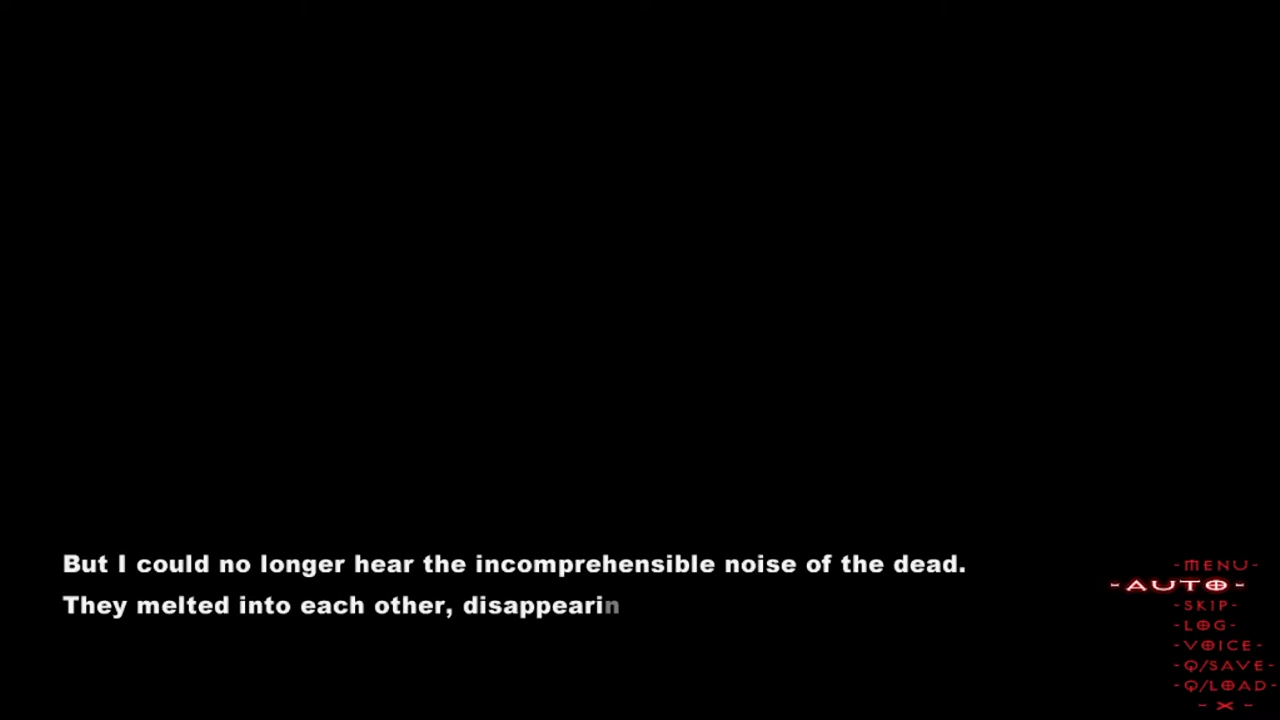 But I could no longer hear the incomprehensible noise of the dead.
They melted into each other, disappearin
-MENU-
-AUTO-
-SKIP-
-LOG-
-VOICE-
-Q/SAVE-
-Q/LOAD-
-X-